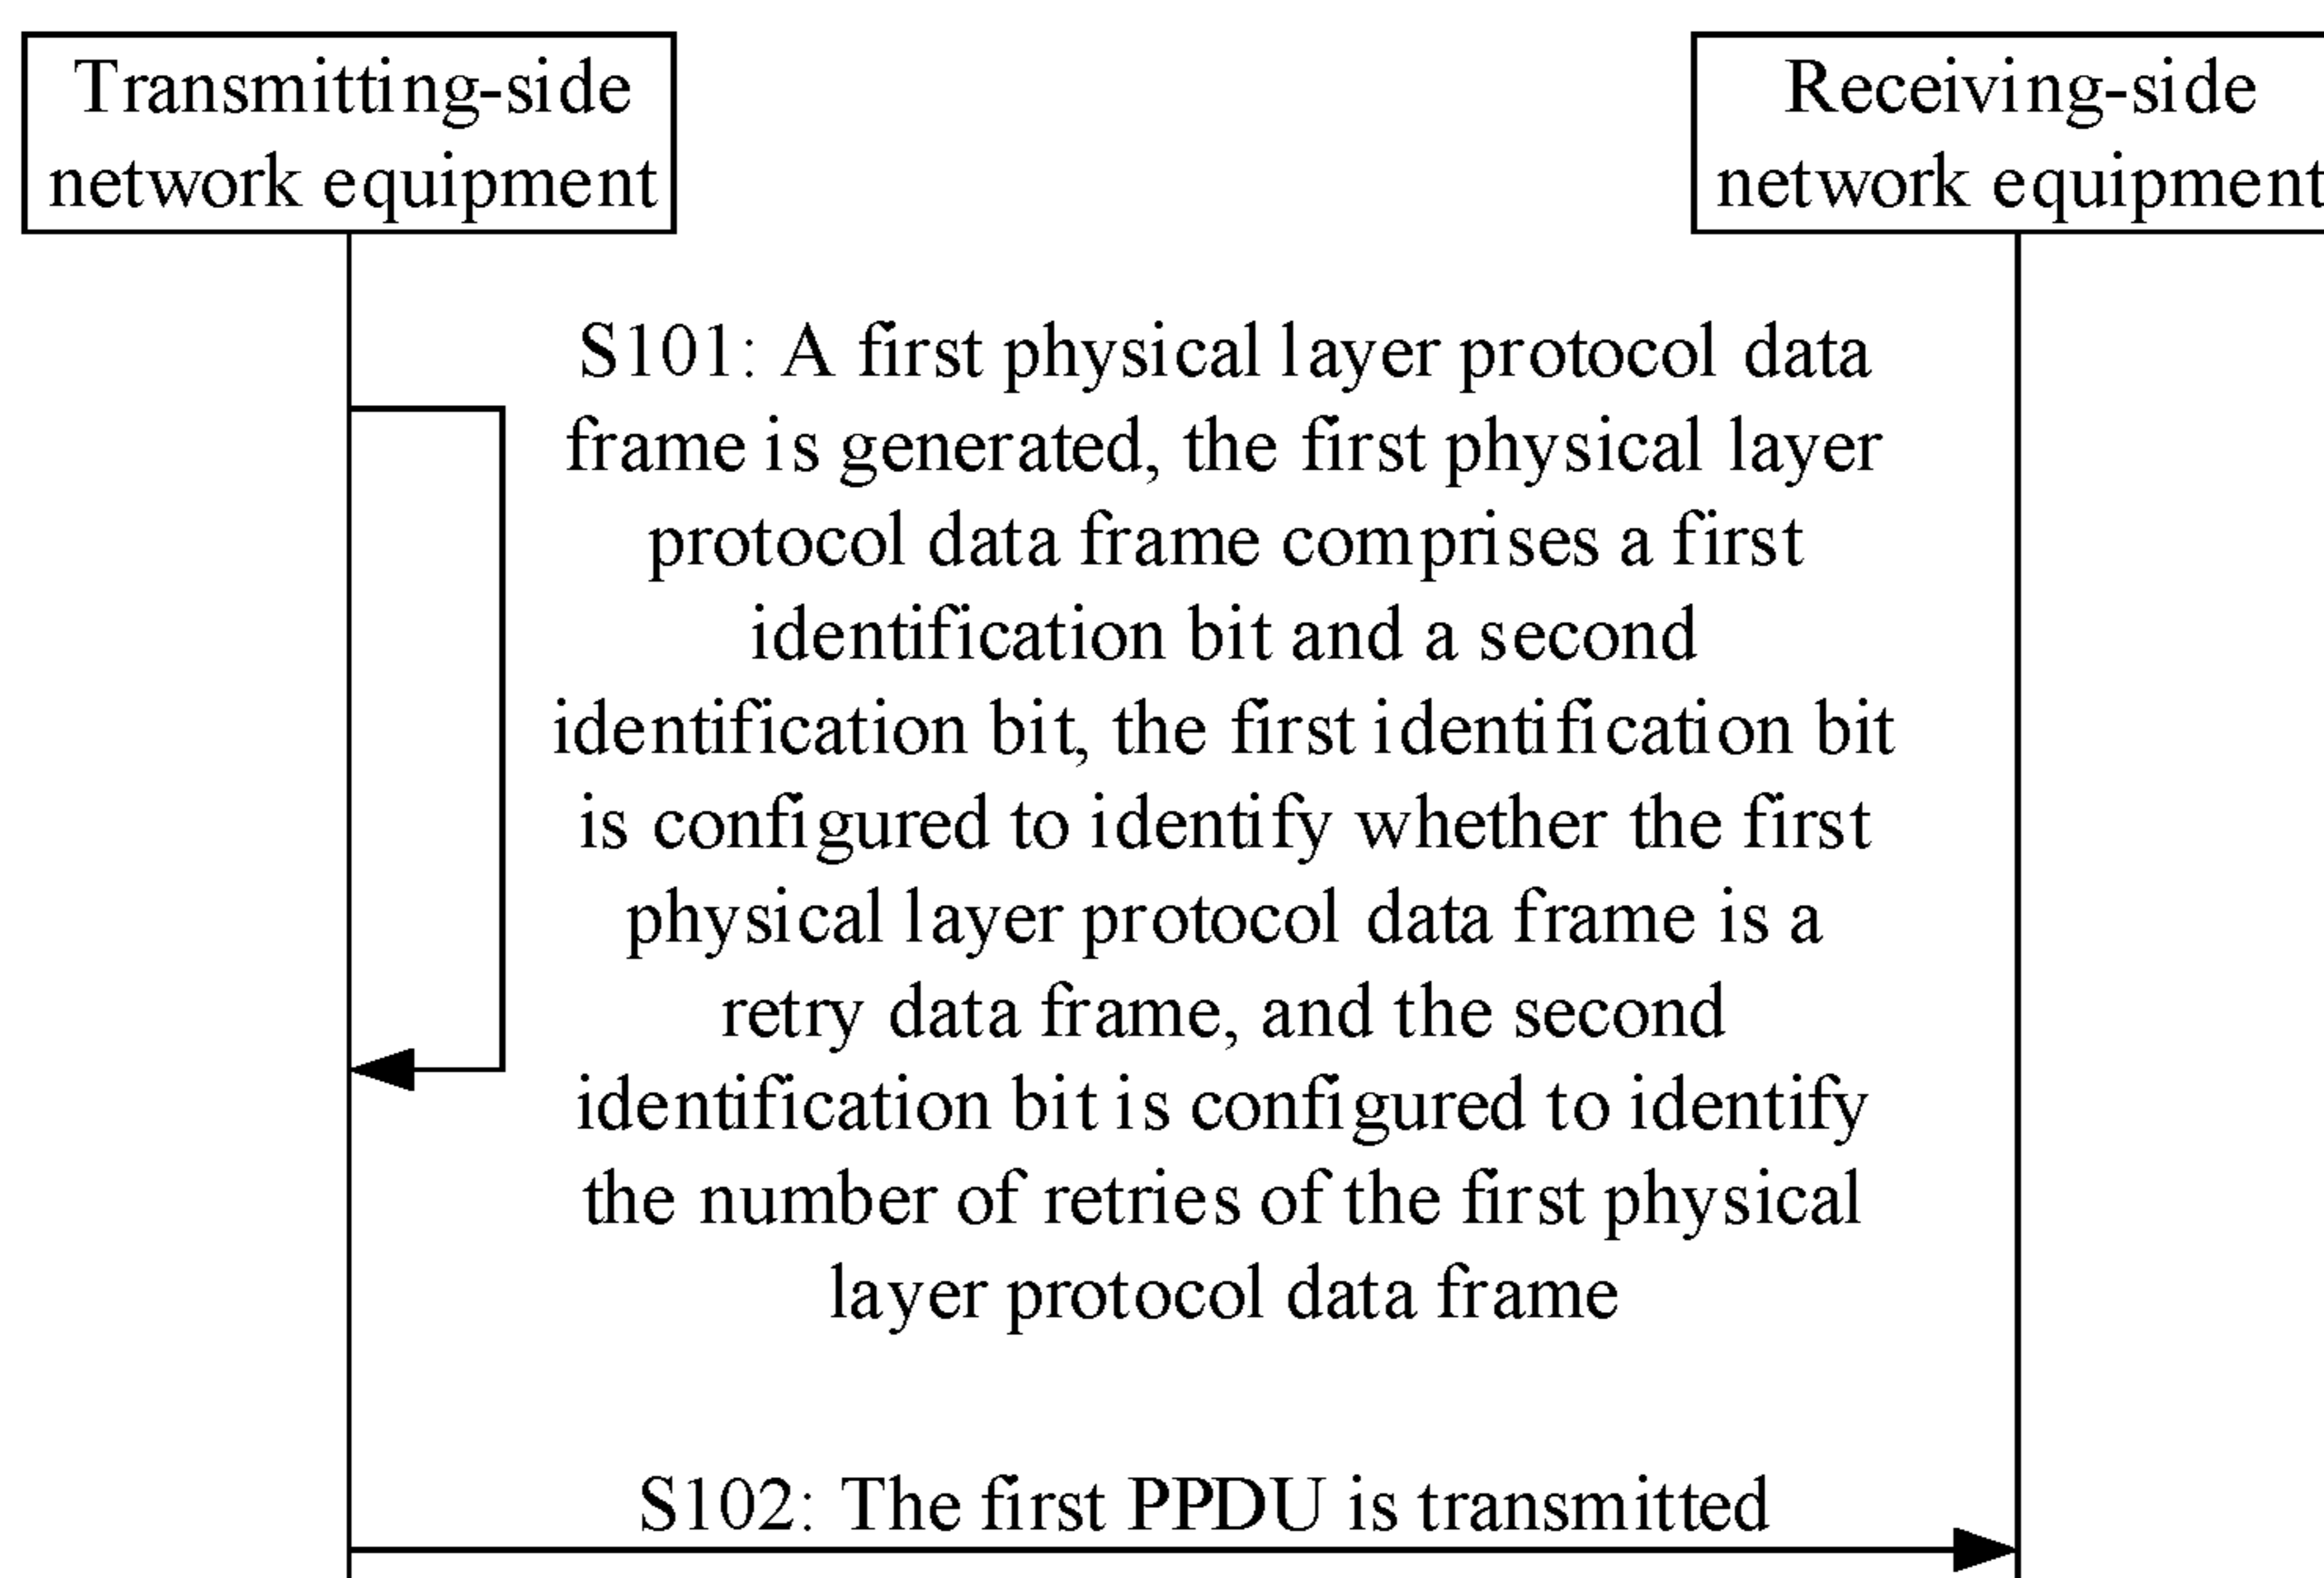 Transmitting-side
network equipment
Receiving-side
network equipment
S101: A first physical layer protocol data
frame is generated, the first physical layer
protocol data frame comprises a first
identification bit and a second
identification bit, the first identification bit
is configured to identify whether the first
physical layer protocol data frame is a
retry data frame, and the second
identification bit is configured to identify
the number of retries of the first physical
layer protocol data frame
S102: The first PPDU is transmitted